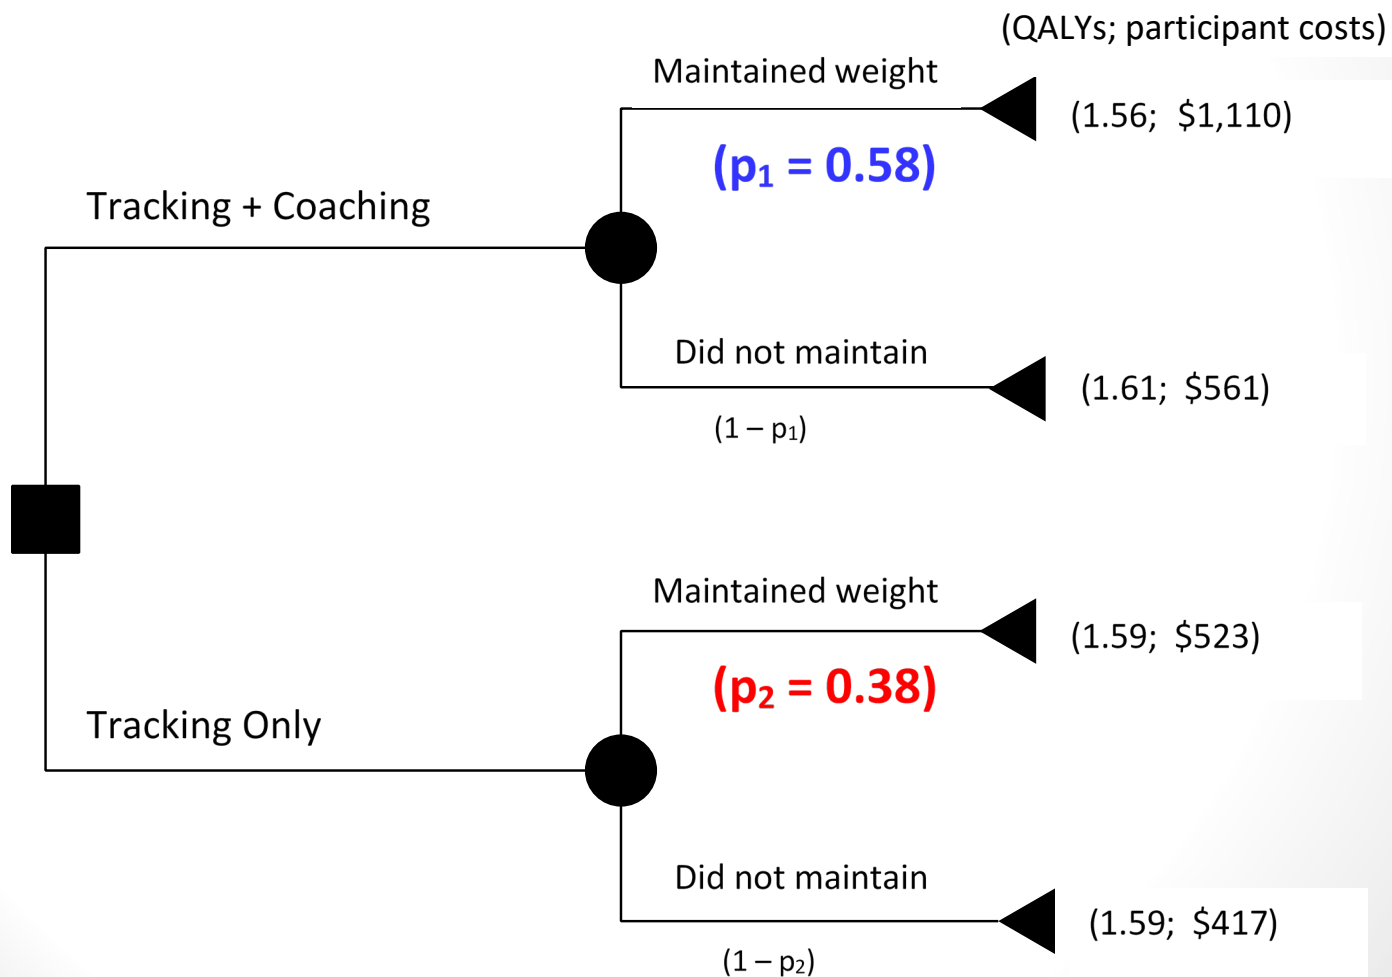 (QALYs; participant costs)
Maintained weight
(1.56; $1,110)
(p₁ = 0.58)
Tracking + Coaching
Did not maintain
(1.61; $561)
(1 – p₁)
Maintained weight
(1.59; $523)
(p₂ = 0.38)
Tracking Only
Did not maintain
(1.59; $417)
(1 – p₂)